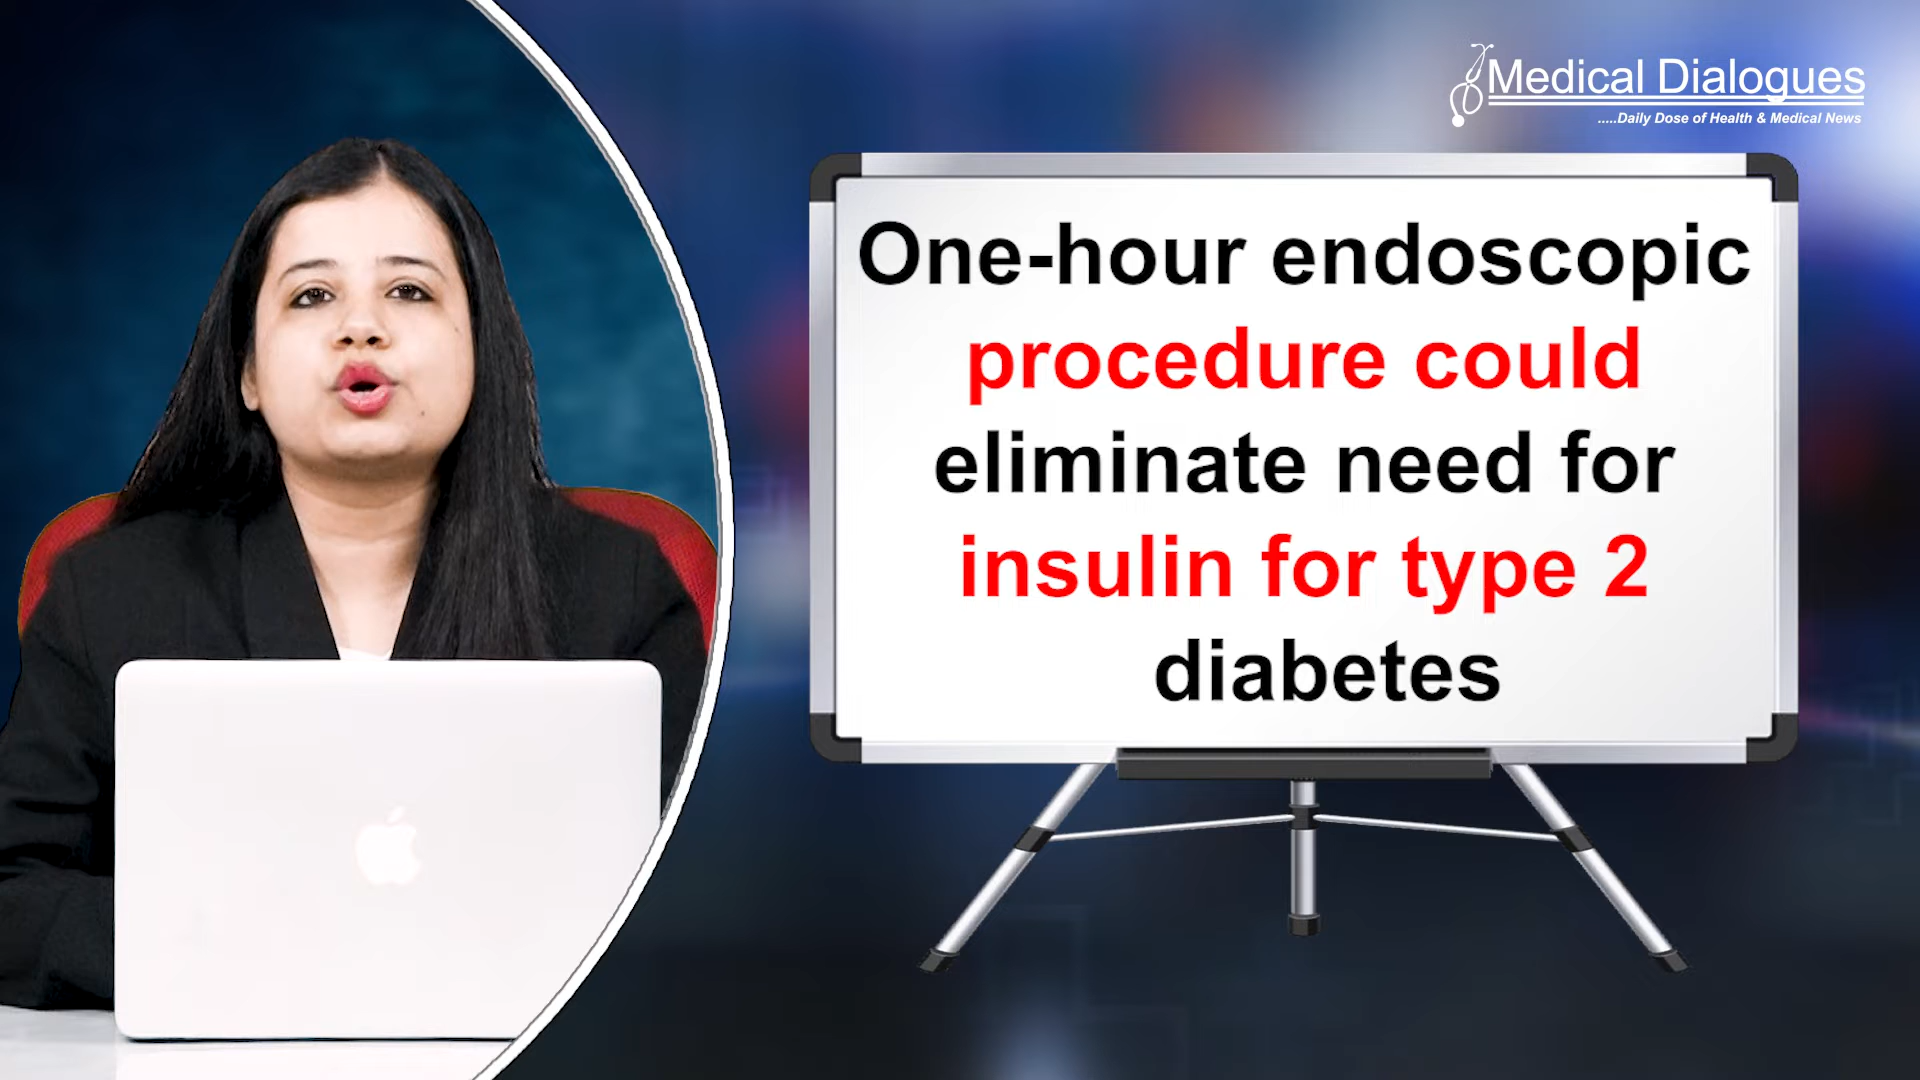 Medical Dialogues
.....Daily Dose of Health & Medical News
One-hour endoscopic
procedure could
eliminate need for
insulin for type 2
diabetes